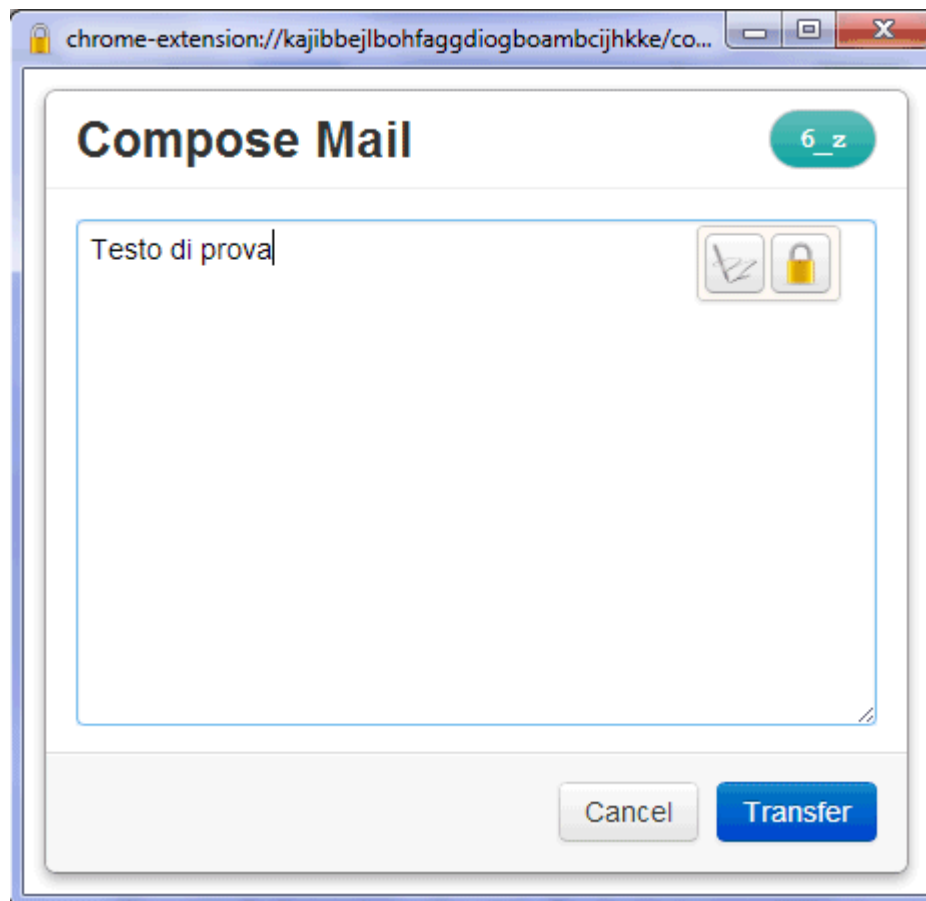 chrome-extension://kajibbejlbohfaggdiogboambcijhkke/co...
Compose Mail
6_z
Testo di prova
Cancel
Transfer